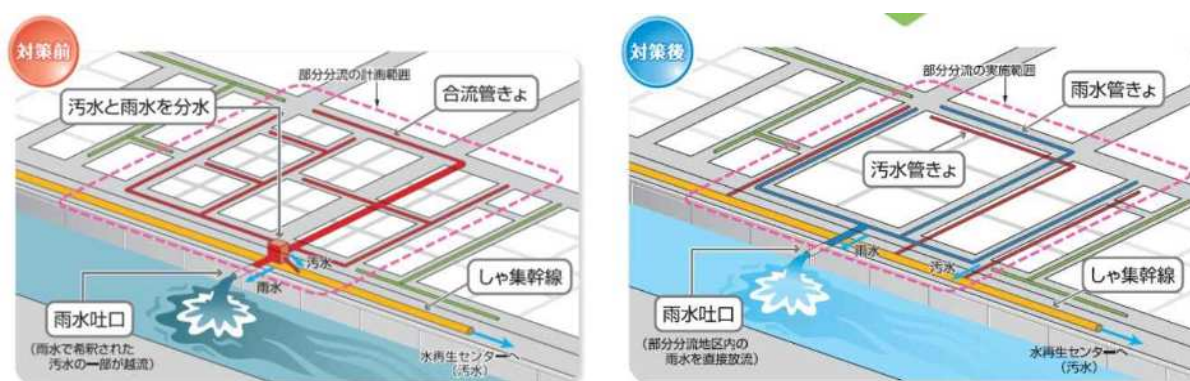 対策前
部分分流の計画範囲
汚水と雨水を分水
合流管きょ
汚水
雨水
しゃ集幹線
雨水吐口
(雨水で希釈された
汚水の一部が越流)
水再生センターへ
(汚水)
対策後
部分分流の実施範囲
雨水管きょ
汚水管きょ
雨水
汚水
しゃ集幹線
雨水吐口
(部分分流地区内の
雨水を直接放流)
水再生センターへ
(汚水)